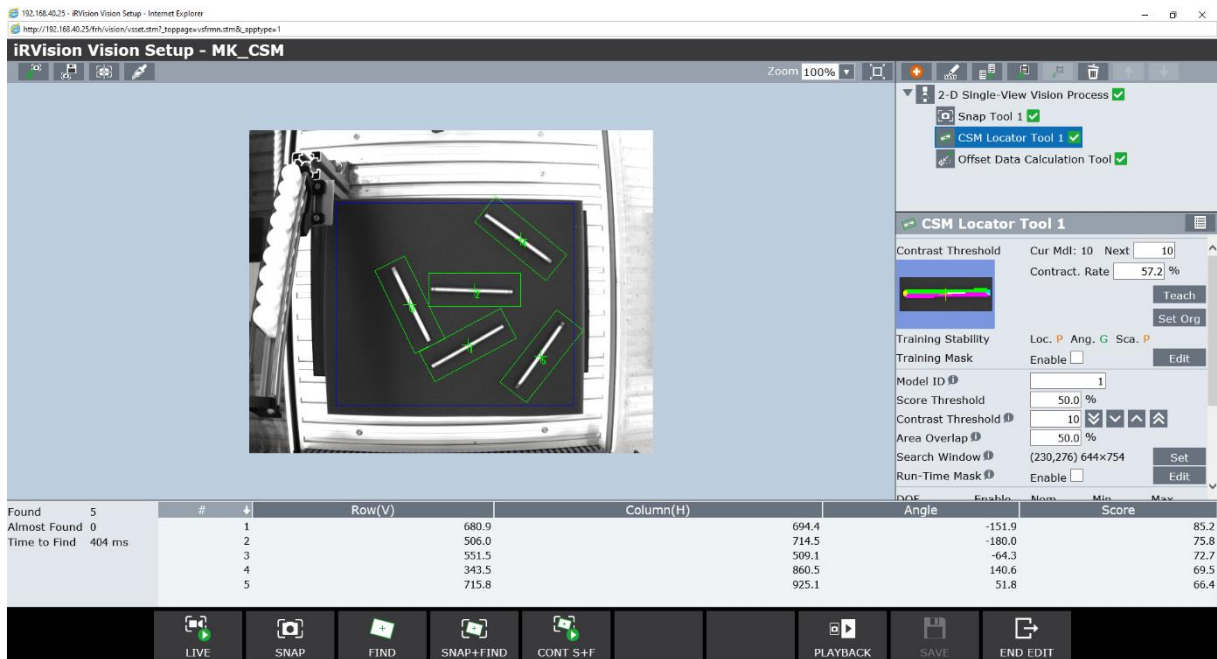 192.168.40.25 - iRVision Vision Setup - Internet Explorer
http://192.168.40.25/frh/vision/vsset.stm?_toppage=vsfrmn.stm&_apptype=1
iRVision Vision Setup - MK_CSM
Zoom 100%
2-D Single-View Vision Process
Snap Tool 1
CSM Locator Tool 1
Offset Data Calculation Tool
CSM Locator Tool 1
Contrast Threshold Cur Mdl: 10 Next 10
Contract. Rate 57.2 %
Teach
Set Org
Training Stability Loc. P Ang. G Sca. P
Training Mask Enable Edit
Model ID 1
Score Threshold 50.0 %
Contrast Threshold 10
Area Overlap 50.0 %
Search Window (230,276) 644×754 Set
Run-Time Mask Enable Edit
DOF Enable Nom. Min. Max.
Found 5
Almost Found 0
Time to Find 404 ms
# Row(V) Column(H) Angle Score
1 680.9 694.4 -151.9 85.2
2 506.0 714.5 -180.0 75.8
3 551.5 509.1 -64.3 72.7
4 343.5 860.5 140.6 69.5
5 715.8 925.1 51.8 66.4
LIVE SNAP FIND SNAP+FIND CONT S+F PLAYBACK SAVE END EDIT